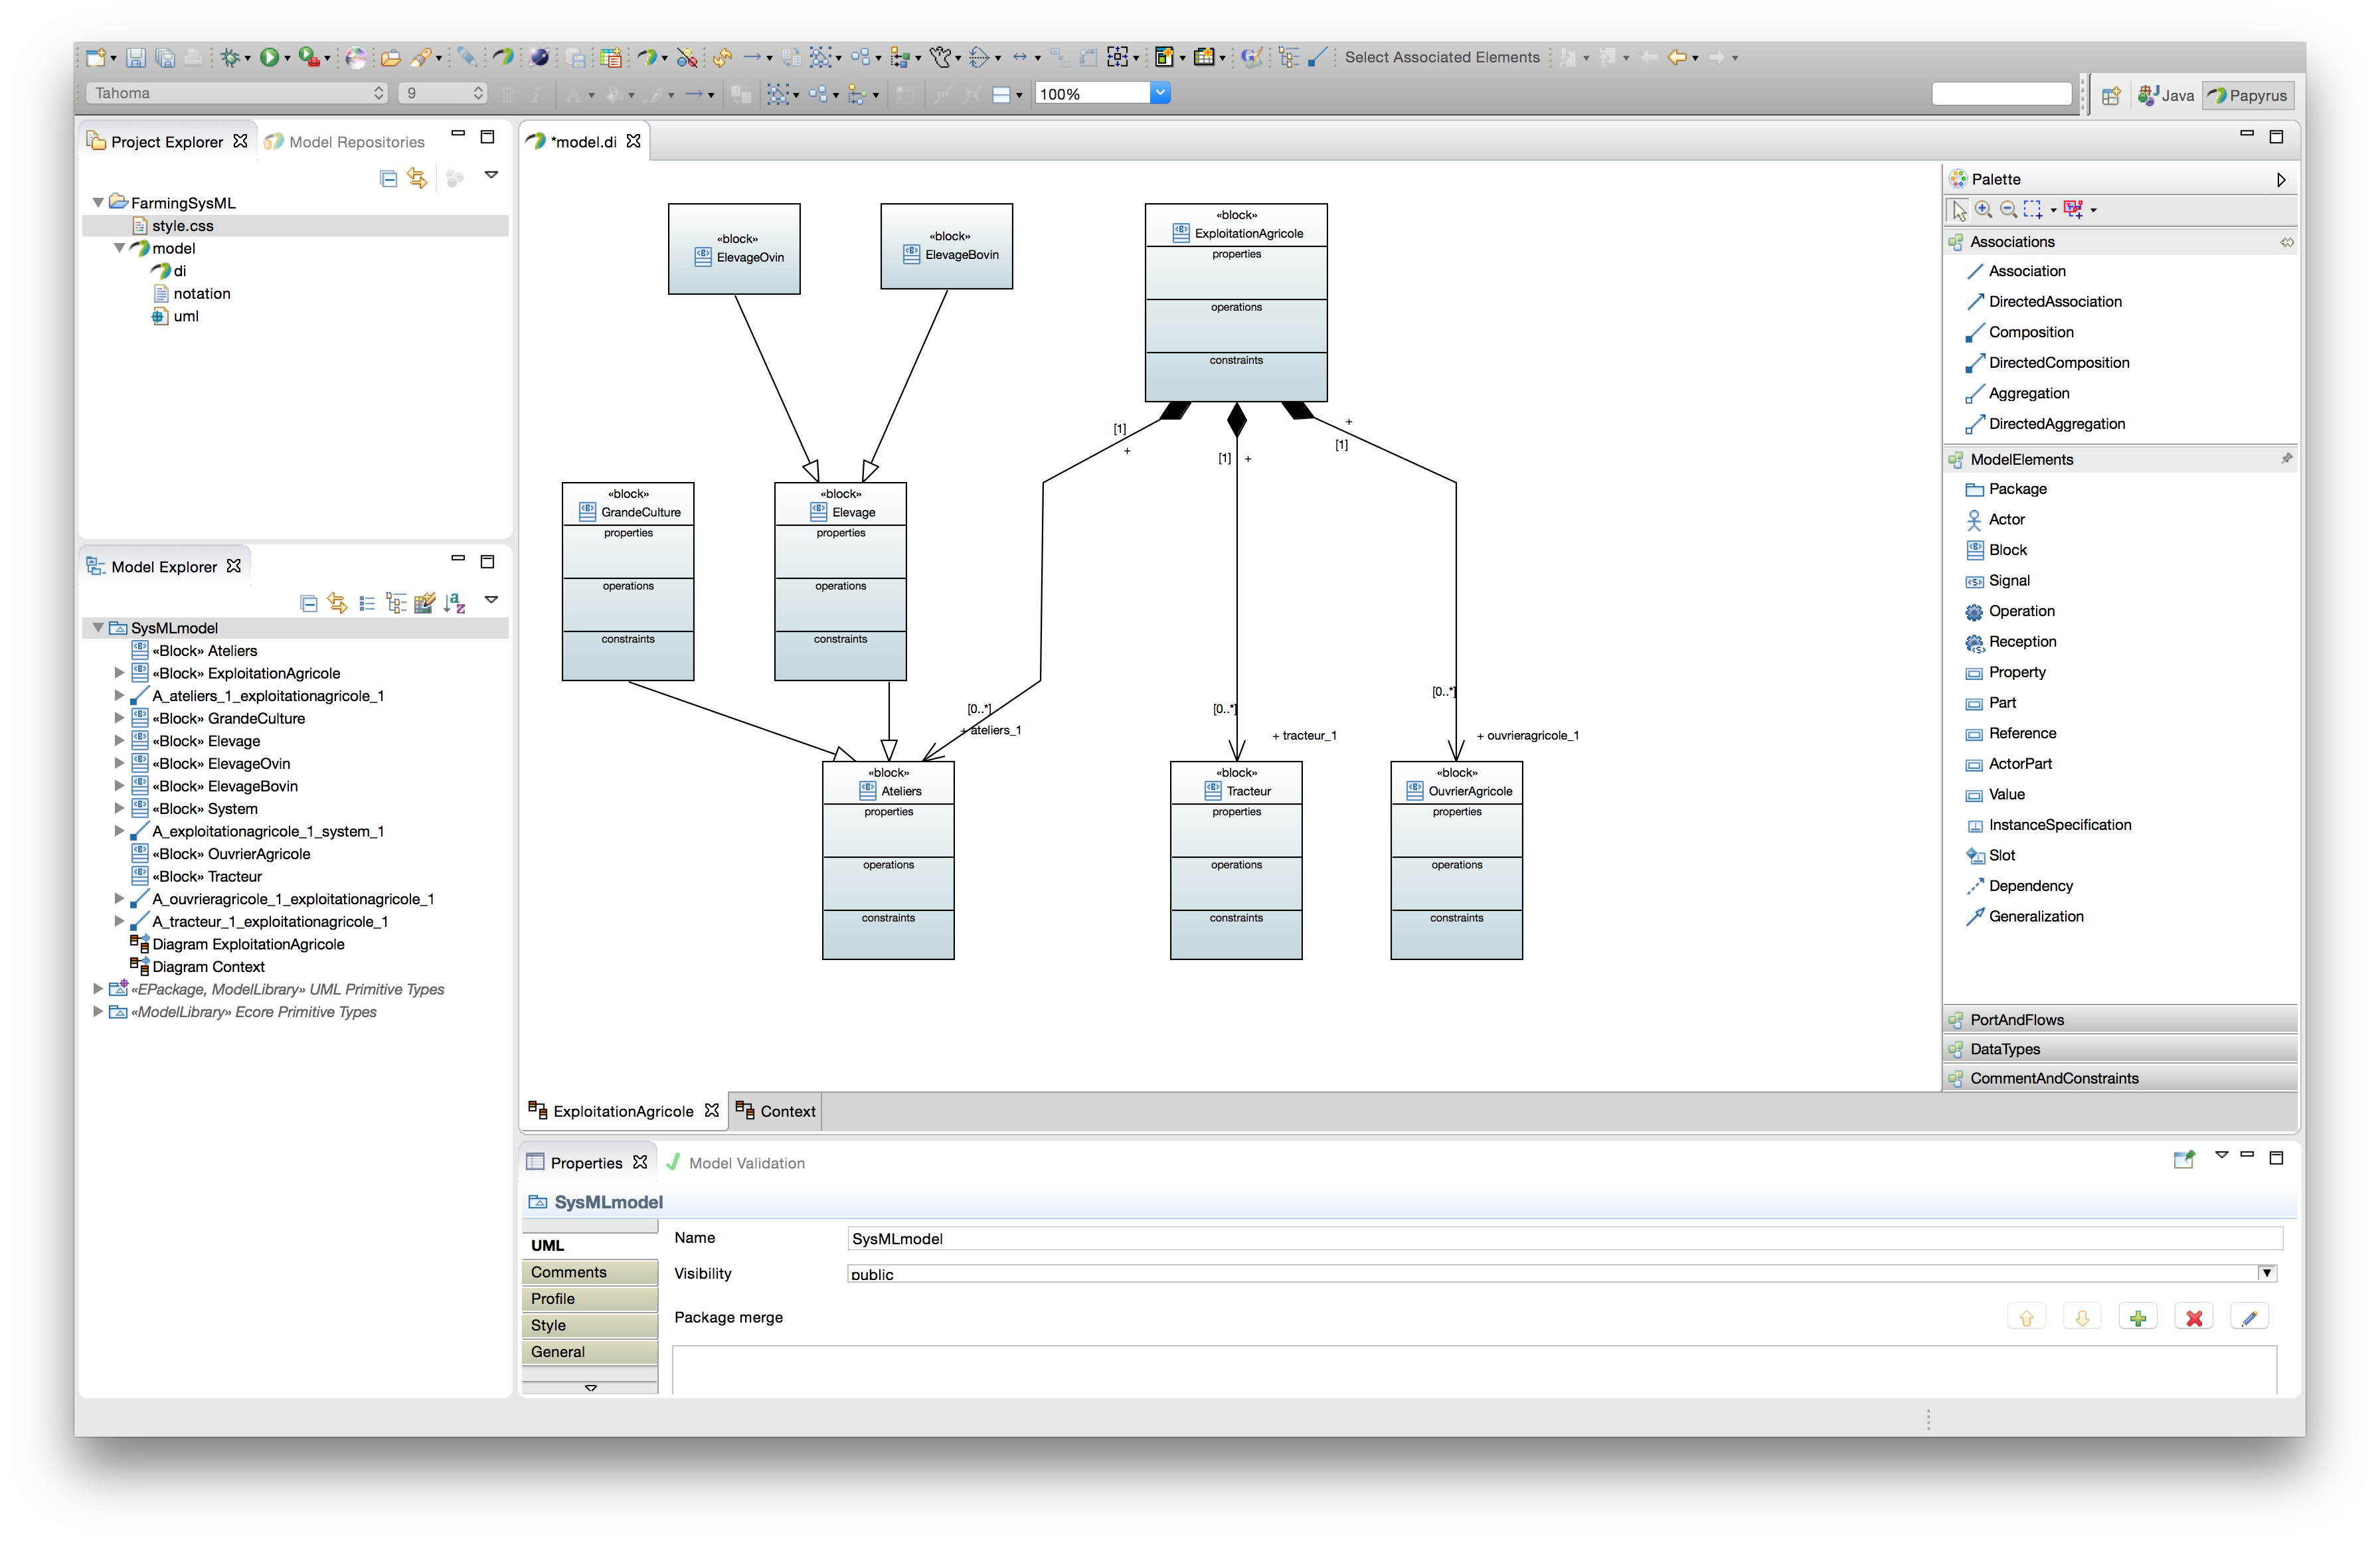 Select Associated Elements
Tahoma
9
100%
Java
Papyrus
Project Explorer
Model Repositories
FarmingSysML
style.css
model
di
notation
uml
Model Explorer
SysMLmodel
«Block» Ateliers
«Block» ExploitationAgricole
A_ateliers_1_exploitationagricole_1
«Block» GrandeCulture
«Block» Elevage
«Block» ElevageOvin
«Block» ElevageBovin
«Block» System
A_exploitationagricole_1_system_1
«Block» OuvrierAgricole
«Block» Tracteur
A_ouvrieragricole_1_exploitationagricole_1
A_tracteur_1_exploitationagricole_1
Diagram ExploitationAgricole
Diagram Context
«EPackage, ModelLibrary» UML Primitive Types
«ModelLibrary» Ecore Primitive Types
*model.di
«block»
ElevageOvin
«block»
ElevageBovin
«block»
ExploitationAgricole
properties
operations
constraints
[1]
+
[1]
+
+
[1]
«block»
GrandeCulture
properties
operations
constraints
«block»
Elevage
properties
operations
constraints
[0..*]
+ ateliers_1
[0..*]
+ tracteur_1
[0..*]
+ ouvrieragricole_1
«block»
Ateliers
properties
operations
constraints
«block»
Tracteur
properties
operations
constraints
«block»
OuvrierAgricole
properties
operations
constraints
Palette
Associations
Association
DirectedAssociation
Composition
DirectedComposition
Aggregation
DirectedAggregation
ModelElements
Package
Actor
Block
Signal
Operation
Reception
Property
Part
Reference
ActorPart
Value
InstanceSpecification
Slot
Dependency
Generalization
PortAndFlows
DataTypes
CommentAndConstraints
ExploitationAgricole
Context
Properties
Model Validation
SysMLmodel
UML
Comments
Profile
Style
General
Name
SysMLmodel
Visibility
public
Package merge